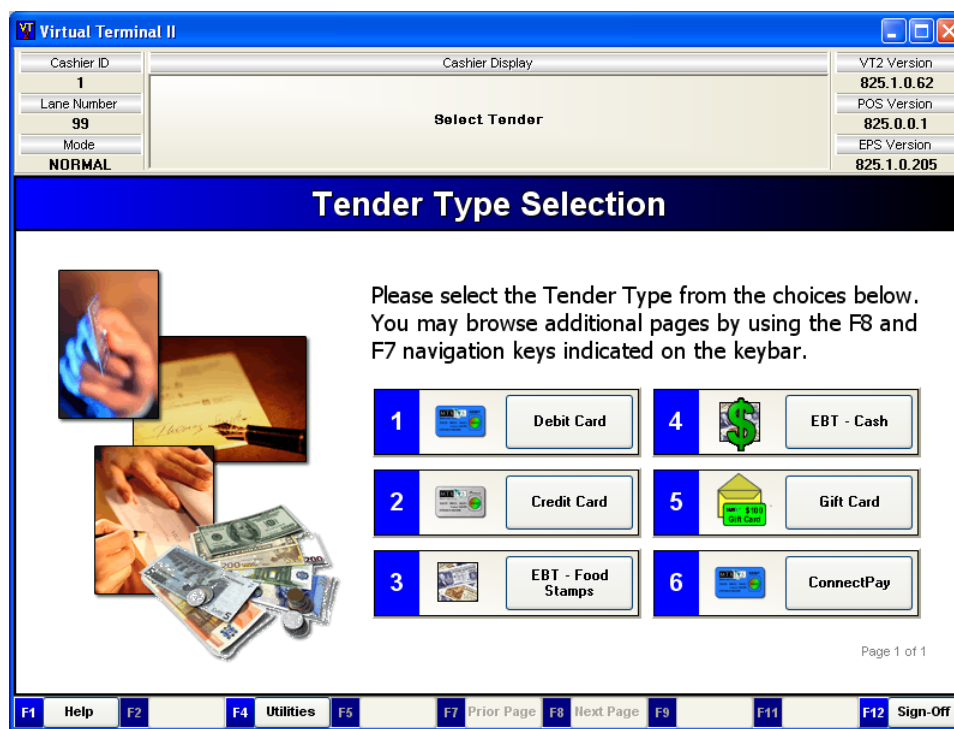 Virtual Terminal II
Cashier ID
1
Lane Number
99
Mode
NORMAL
Cashier Display
Select Tender
VT2 Version
825.1.0.62
POS Version
825.0.0.1
EPS Version
825.1.0.205
Tender Type Selection
Please select the Tender Type from the choices below.
You may browse additional pages by using the F8 and
F7 navigation keys indicated on the keybar.
1 Debit Card
2 Credit Card
3 EBT - Food
Stamps
4 EBT - Cash
5 $100 Gift Card Gift Card
6 ConnectPay
Page 1 of 1
F1 Help F2 F4 Utilities F5 F7 Prior Page F8 Next Page F9 F11 F12 Sign-Off